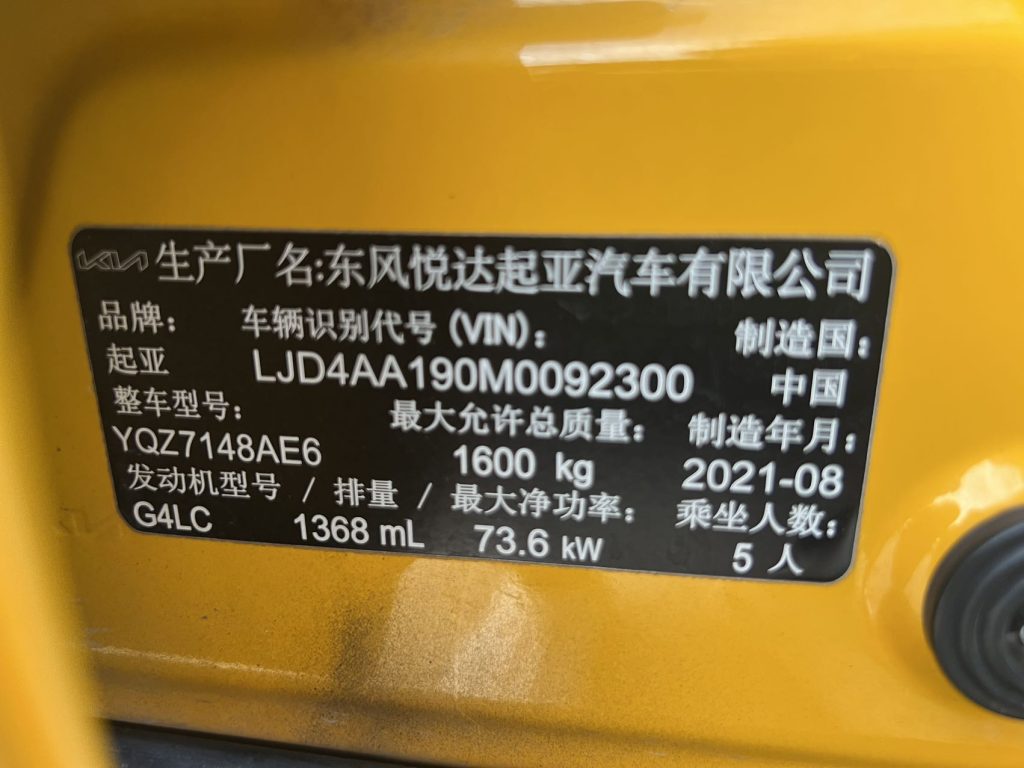 KIA 生产厂名:东风悦达起亚汽车有限公司
品牌: 车辆识别代号 (VIN): 制造国:
起亚 LJD4AA190M0092300 中国
整车型号: 最大允许总质量: 制造年月:
YQZ7148AE6 1600 kg 2021-08
发动机型号 / 排量 / 最大净功率: 乘坐人数:
G4LC 1368 mL 73.6 kW 5 人